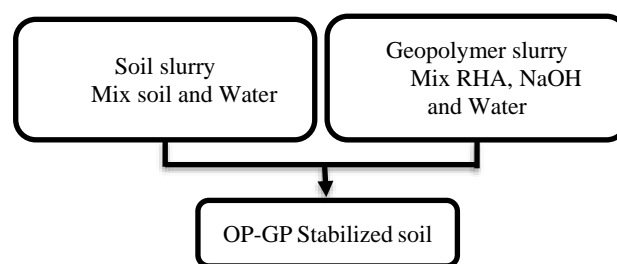 Soil slurry
Mix soil and Water
Geopolymer slurry
Mix RHA, NaOH
and Water
OP-GP Stabilized soil